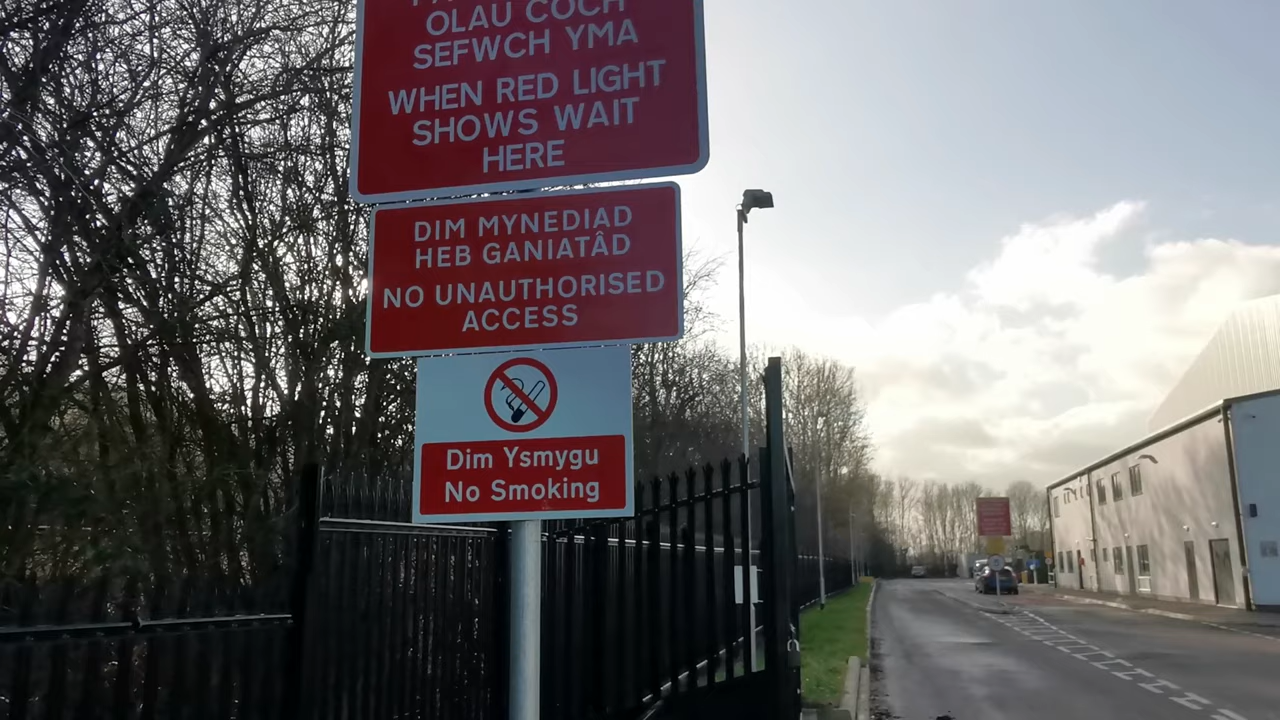 OLAU COCH
SEFWCH YMA
WHEN RED LIGHT
SHOWS WAIT
HERE
DIM MYNEDIAD
HEB GANIATÂD
NO UNAUTHORISED
ACCESS
Dim Ysmygu
No Smoking